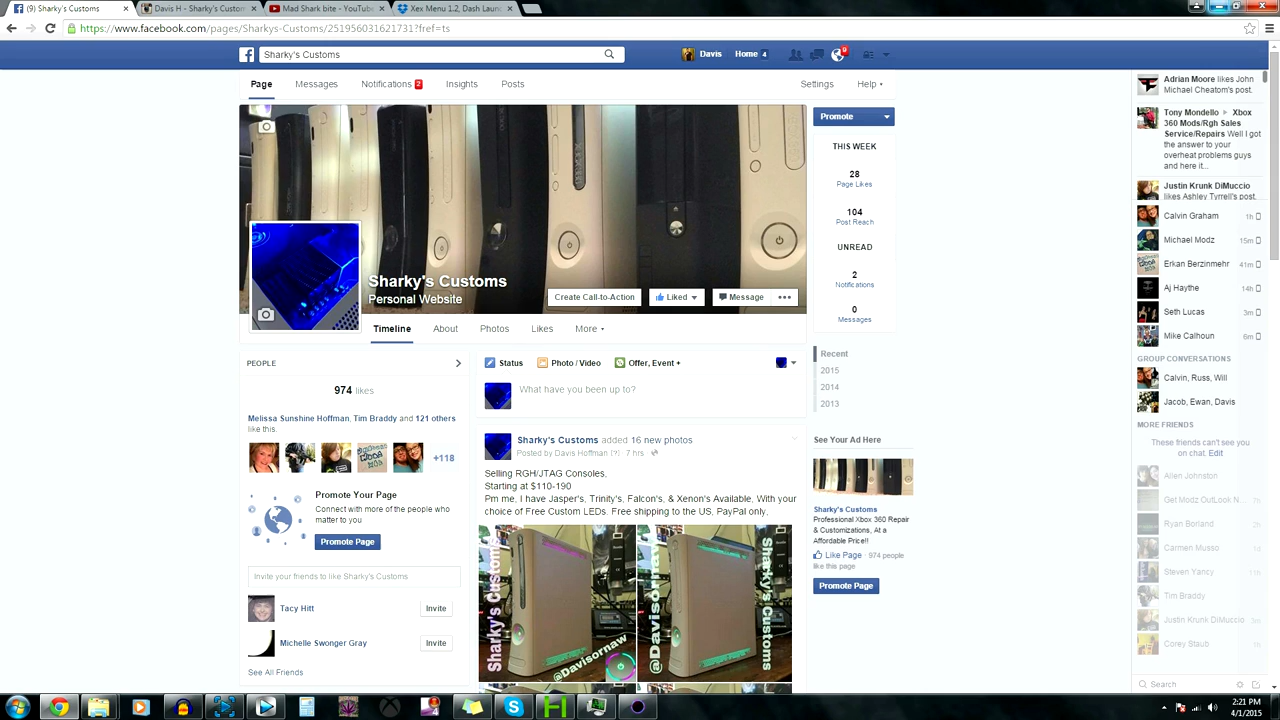 (9) Sharky's Customs
Davis H - Sharky's Custom
Mad Shark bite - YouTube
Xex Menu 1.2, Dash Launc
https://www.facebook.com/pages/Sharkys-Customs/251956031621731?fref=ts
Sharky's Customs
Davis
Home 4
9
Page
Messages
Notifications 2
Insights
Posts
Settings
Help
Sharky's Customs
Personal Website
Create Call-to-Action
Liked
Message
Timeline
About
Photos
Likes
More
Promote
THIS WEEK
28
Page Likes
104
Post Reach
UNREAD
2
Notifications
0
Messages
Recent
2015
2014
2013
PEOPLE
974 likes
Melissa Sunshine Hoffman, Tim Braddy and 121 others
like this.
+118
Promote Your Page
Connect with more of the people who
matter to you
Promote Page
Invite your friends to like Sharky's Customs
Tacy Hitt
Invite
Michelle Swonger Gray
Invite
See All Friends
Status
Photo / Video
Offer, Event +
What have you been up to?
Sharky's Customs added 16 new photos
Posted by Davis Hoffman [?] · 7 hrs
Selling RGH/JTAG Consoles.
Starting at $110-190
Pm me, I have Jasper's, Trinity's, Falcon's, & Xenon's Available, With your
choice of Free Custom LEDs. Free shipping to the US. PayPal only.
Sharky's Customs
@Davisornaw
@Davisornaw
Sharky's Customs
See Your Ad Here
Sharky's Customs
Professional Xbox 360 Repair
& Customizations, At a
Affordable Price!!
Like Page · 974 people
like this page
Promote Page
Adrian Moore likes John
Michael Cheatom's post.
Tony Mondello ▸ Xbox
360 Mods/Rgh Sales
Service/Repairs Well I got
the answer to your
overheat problems guys
and here it...
Justin Krunk DiMuccio
likes Ashley Tyrrell's post.
Calvin Graham 1h
Michael Modz 15m
Erkan Berzinmehr 41m
Aj Haythe 14h
Seth Lucas 3m
Mike Calhoun 6m
GROUP CONVERSATIONS
Calvin, Russ, Will
Jacob, Ewan, Davis
MORE FRIENDS
These friends can't see you
on chat. Edit
Allen Johnston
Get Modz OutLook N...
Ryan Borland 2h
Carmen Musso 1d
Steven Yancy 11h
Tim Braddy
Justin Krunk DiMuccio 3m
Corey Staub 1h
Search
2:21 PM
4/1/2015